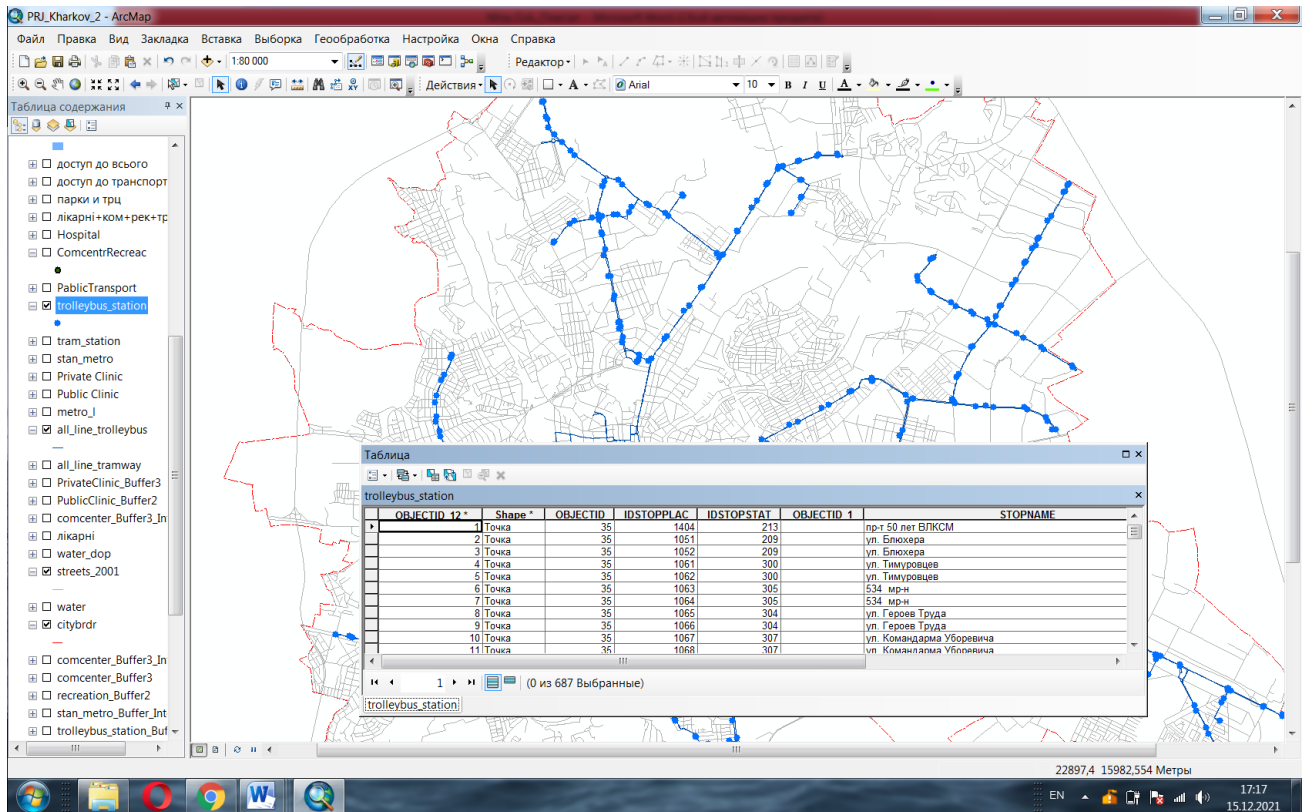 PRJ_Kharkov_2 - ArcMap
Файл Правка Вид Закладка Вставка Выборка Геообработка Настройка Окна Справка
1:80 000
Редактор
Действия
A
Arial
10
B I U A
Таблица содержания
доступ до всього
доступ до транспорт
парки и трц
лікарні+ком+рек+тр
Hospital
ComcentrRecreac
PablicTransport
trolleybus_station
tram_station
stan_metro
Private Clinic
Public Clinic
metro_l
all_line_trolleybus
all_line_tramway
PrivateClinic_Buffer3
PublicClinic_Buffer2
comcenter_Buffer3_In
лікарні
water_dop
streets_2001
water
citybrdr
comcenter_Buffer3_In
comcenter_Buffer3
recreation_Buffer2
stan_metro_Buffer_Int
trolleybus_station_Buf
Таблица
trolleybus_station
OBJECTID_12 * Shape * OBJECTID IDSTOPPLAC IDSTOPSTAT OBJECTID_1 STOPNAME
1 Точка 35 1404 213 пр-т 50 лет ВЛКСМ
2 Точка 35 1051 209 ул. Блюхера
3 Точка 35 1052 209 ул. Блюхера
4 Точка 35 1061 300 ул. Тимуровцев
5 Точка 35 1062 300 ул. Тимуровцев
6 Точка 35 1063 305 534 мр-н
7 Точка 35 1064 305 534 мр-н
8 Точка 35 1065 304 ул. Героев Труда
9 Точка 35 1066 304 ул. Героев Труда
10 Точка 35 1067 307 ул. Командарма Уборевича
11 Точка 35 1068 307 ул. Командарма Уборевича
1
(0 из 687 Выбранные)
trolleybus_station
22897,4 15982,554 Метры
EN
17:17
15.12.2021